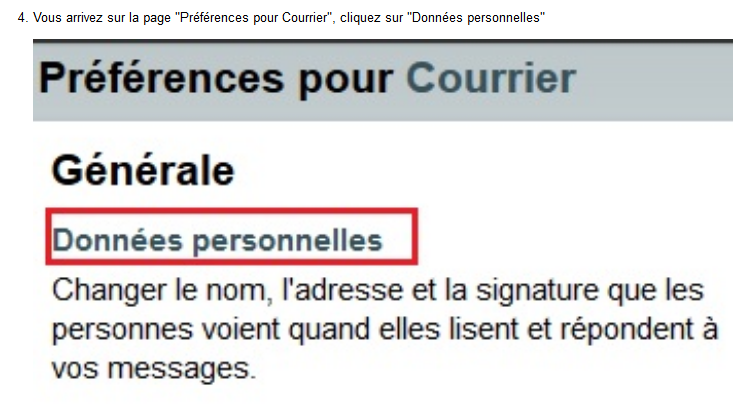 4. Vous arrivez sur la page "Préférences pour Courrier", cliquez sur "Données personnelles"
Préférences pour Courrier
Générale
Données personnelles
Changer le nom, l'adresse et la signature que les
personnes voient quand elles lisent et répondent à
vos messages.